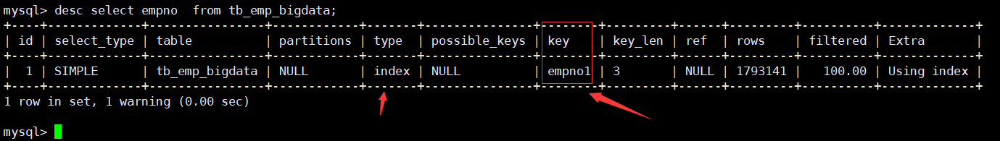 mysql> desc select empno  from tb_emp_bigdata;
+----+-------------+----------------+------------+-------+---------------+--------+---------+------+---------+----------+-------------+
| id | select_type | table          | partitions | type  | possible_keys | key    | key_len | ref  | rows    | filtered | Extra       |
+----+-------------+----------------+------------+-------+---------------+--------+---------+------+---------+----------+-------------+
|  1 | SIMPLE      | tb_emp_bigdata | NULL       | index | NULL          | empno1 | 3       | NULL | 1793141 |   100.00 | Using index |
+----+-------------+----------------+------------+-------+---------------+--------+---------+------+---------+----------+-------------+
1 row in set, 1 warning (0.00 sec)
mysql>